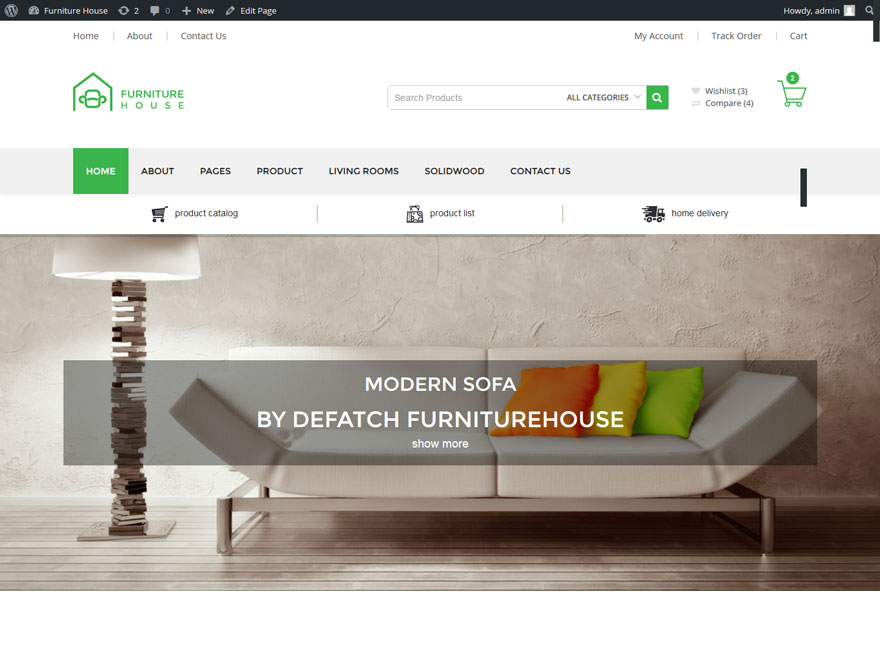 Furniture House 2 0 New Edit Page Howdy, admin
Home About Contact Us My Account Track Order Cart
FURNITURE
HOUSE
Search Products ALL CATEGORIES
Wishlist (3)
Compare (4)
2
HOME ABOUT PAGES PRODUCT LIVING ROOMS SOLIDWOOD CONTACT US
product catalog product list home delivery
MODERN SOFA
BY DEFATCH FURNITUREHOUSE
show more